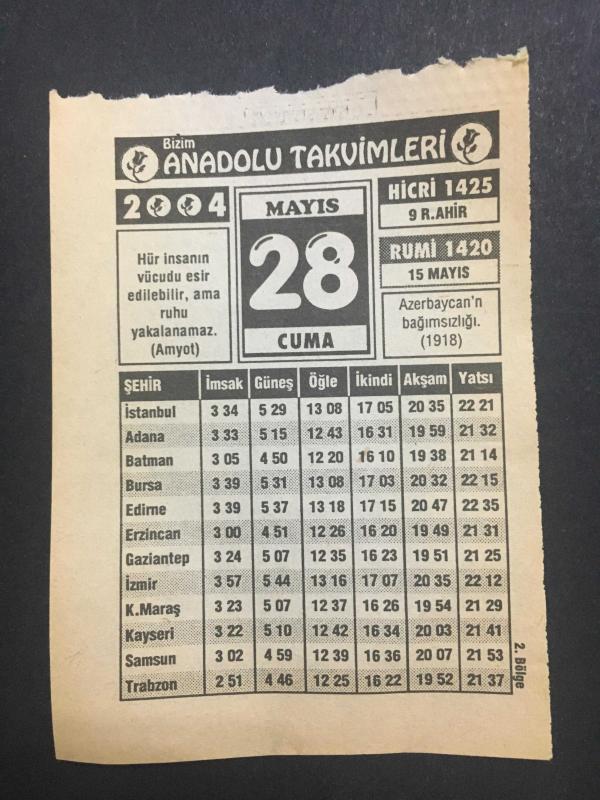 Bizim
ANADOLU TAKVİMLERİ
2004
MAYIS
28
CUMA
HİCRİ 1425
9 R.AHİR
RUMİ 1420
15 MAYIS
Hür insanın
vücudu esir
edilebilir, ama
ruhu
yakalanamaz.
(Amyot)
Azerbaycan'n
bağımsızlığı.
(1918)
ŞEHİR İmsak Güneş Öğle İkindi Akşam Yatsı
İstanbul 3 34 5 29 13 08 17 05 20 35 22 21
Adana 3 33 5 15 12 43 16 31 19 59 21 32
Batman 3 05 4 50 12 20 16 10 19 38 21 14
Bursa 3 39 5 31 13 08 17 03 20 32 22 15
Edirne 3 39 5 37 13 18 17 15 20 47 22 35
Erzincan 3 00 4 51 12 26 16 20 19 49 21 31
Gaziantep 3 24 5 07 12 35 16 23 19 51 21 25
İzmir 3 57 5 44 13 16 17 07 20 35 22 12
K.Maraş 3 23 5 07 12 37 16 26 19 54 21 29
Kayseri 3 22 5 10 12 42 16 34 20 03 21 41
Samsun 3 02 4 59 12 39 16 36 20 07 21 53
Trabzon 2 51 4 46 12 25 16 22 19 52 21 37
2. Bölge